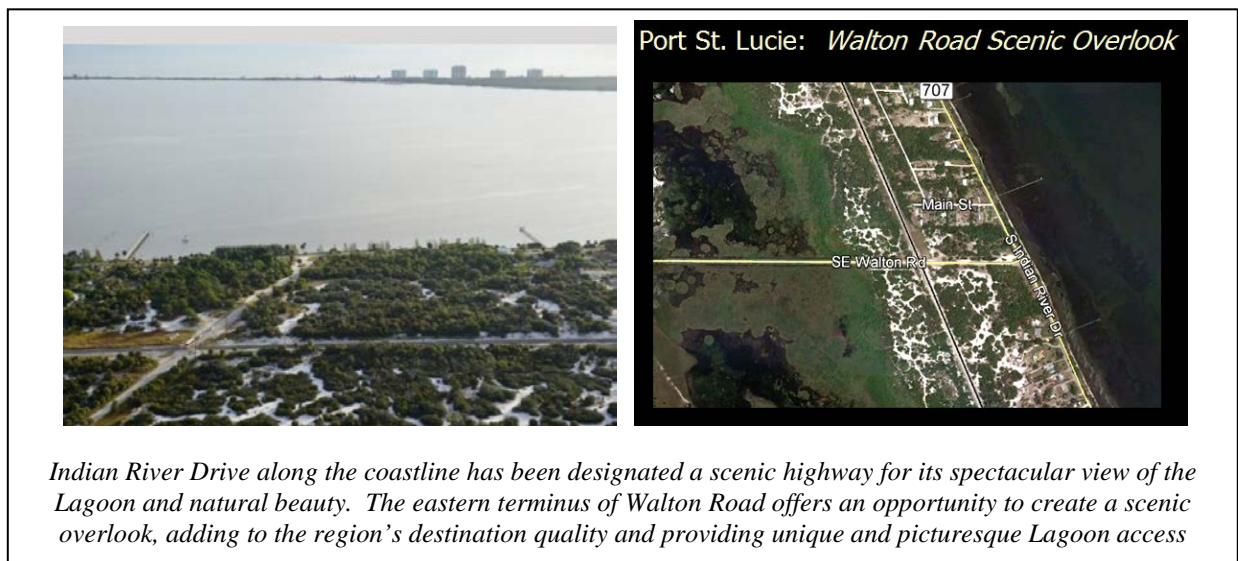 Port St. Lucie: Walton Road Scenic Overlook
707
Main St
S Indian River Dr
SE Walton Rd
Indian River Drive along the coastline has been designated a scenic highway for its spectacular view of the
Lagoon and natural beauty. The eastern terminus of Walton Road offers an opportunity to create a scenic
overlook, adding to the region's destination quality and providing unique and picturesque Lagoon access